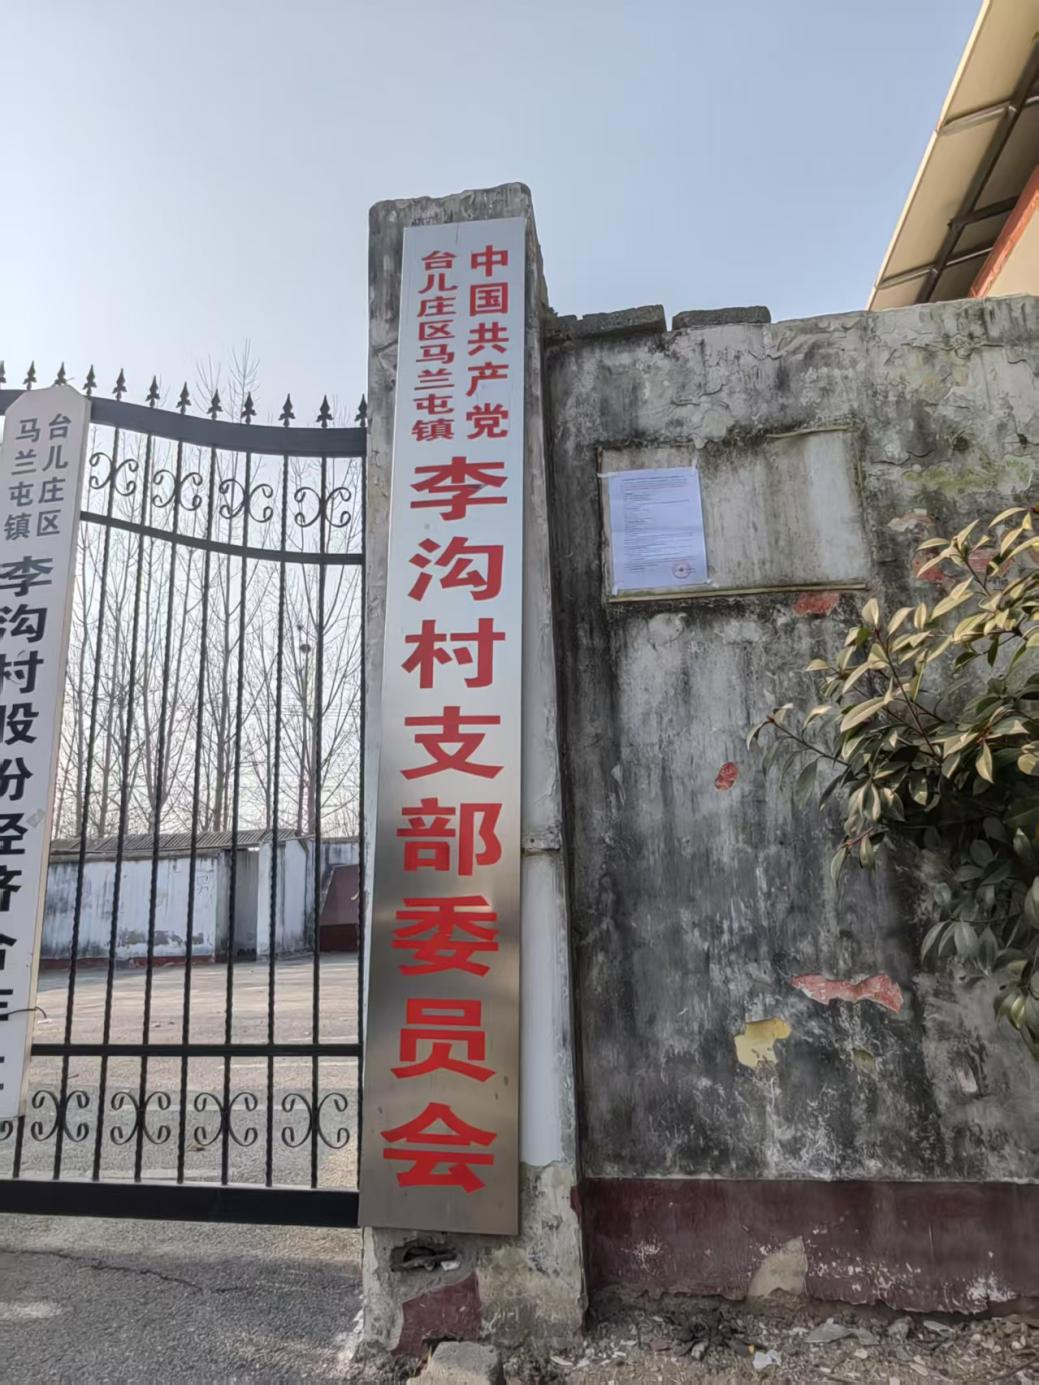 中国共产党
台儿庄区马兰屯镇
李沟村支部委员会
台儿庄区
马兰屯镇
李沟村股份经济合